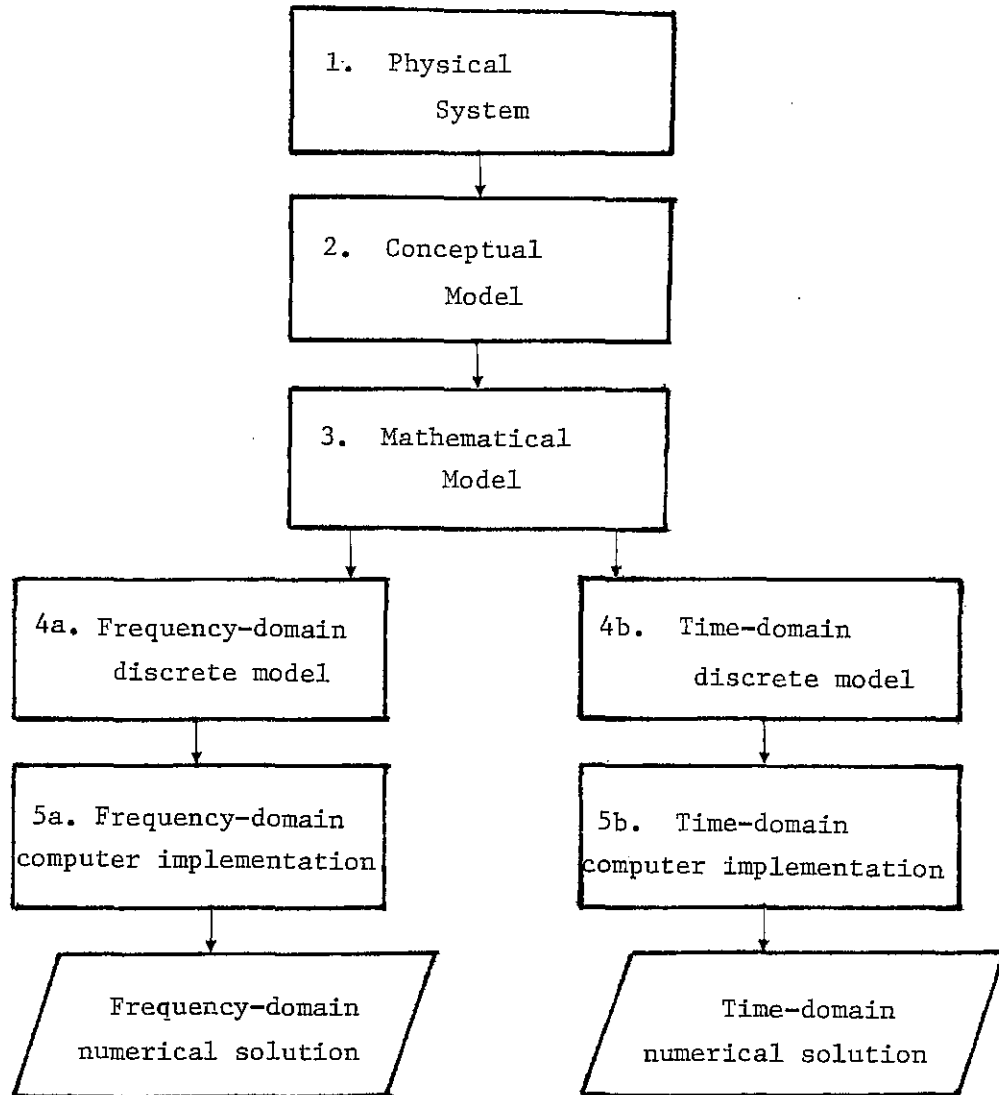 1. Physical
System
2. Conceptual
Model
3. Mathematical
Model
4a. Frequency-domain
discrete model
4b. Time-domain
discrete model
5a. Frequency-domain
computer implementation
5b. Time-domain
computer implementation
Frequency-domain
numerical solution
Time-domain
numerical solution